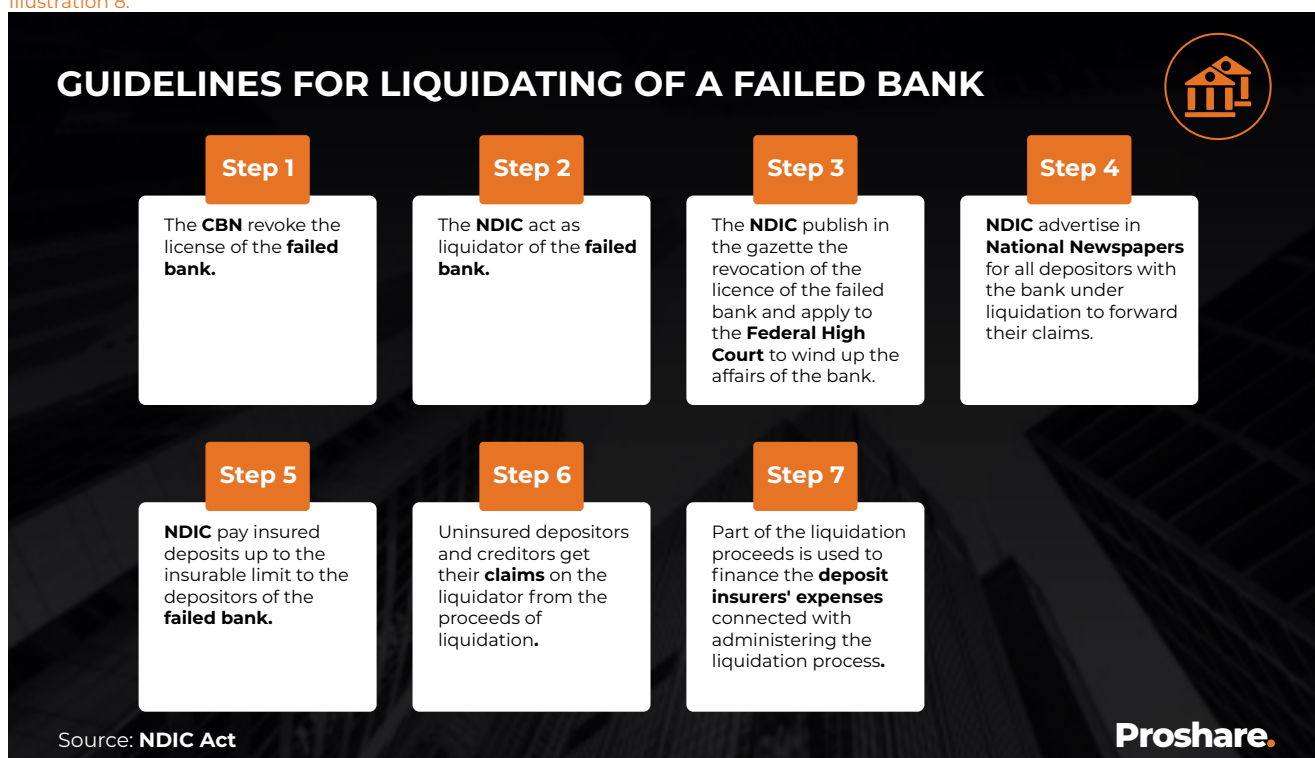 Illustration 8.
GUIDELINES FOR LIQUIDATING OF A FAILED BANK
Step 1
The CBN revoke the
license of the failed
bank.
Step 2
The NDIC act as
liquidator of the failed
bank.
Step 3
The NDIC publish in
the gazette the
revocation of the
licence of the failed
bank and apply to
the Federal High
Court to wind up the
affairs of the bank.
Step 4
NDIC advertise in
National Newspapers
for all depositors with
the bank under
liquidation to forward
their claims.
Step 5
NDIC pay insured
deposits up to the
insurable limit to the
depositors of the
failed bank.
Step 6
Uninsured depositors
and creditors get
their claims on the
liquidator from the
proceeds of
liquidation.
Step 7
Part of the liquidation
proceeds is used to
finance the deposit
insurers' expenses
connected with
administering the
liquidation process.
Source: NDIC Act
Proshare.